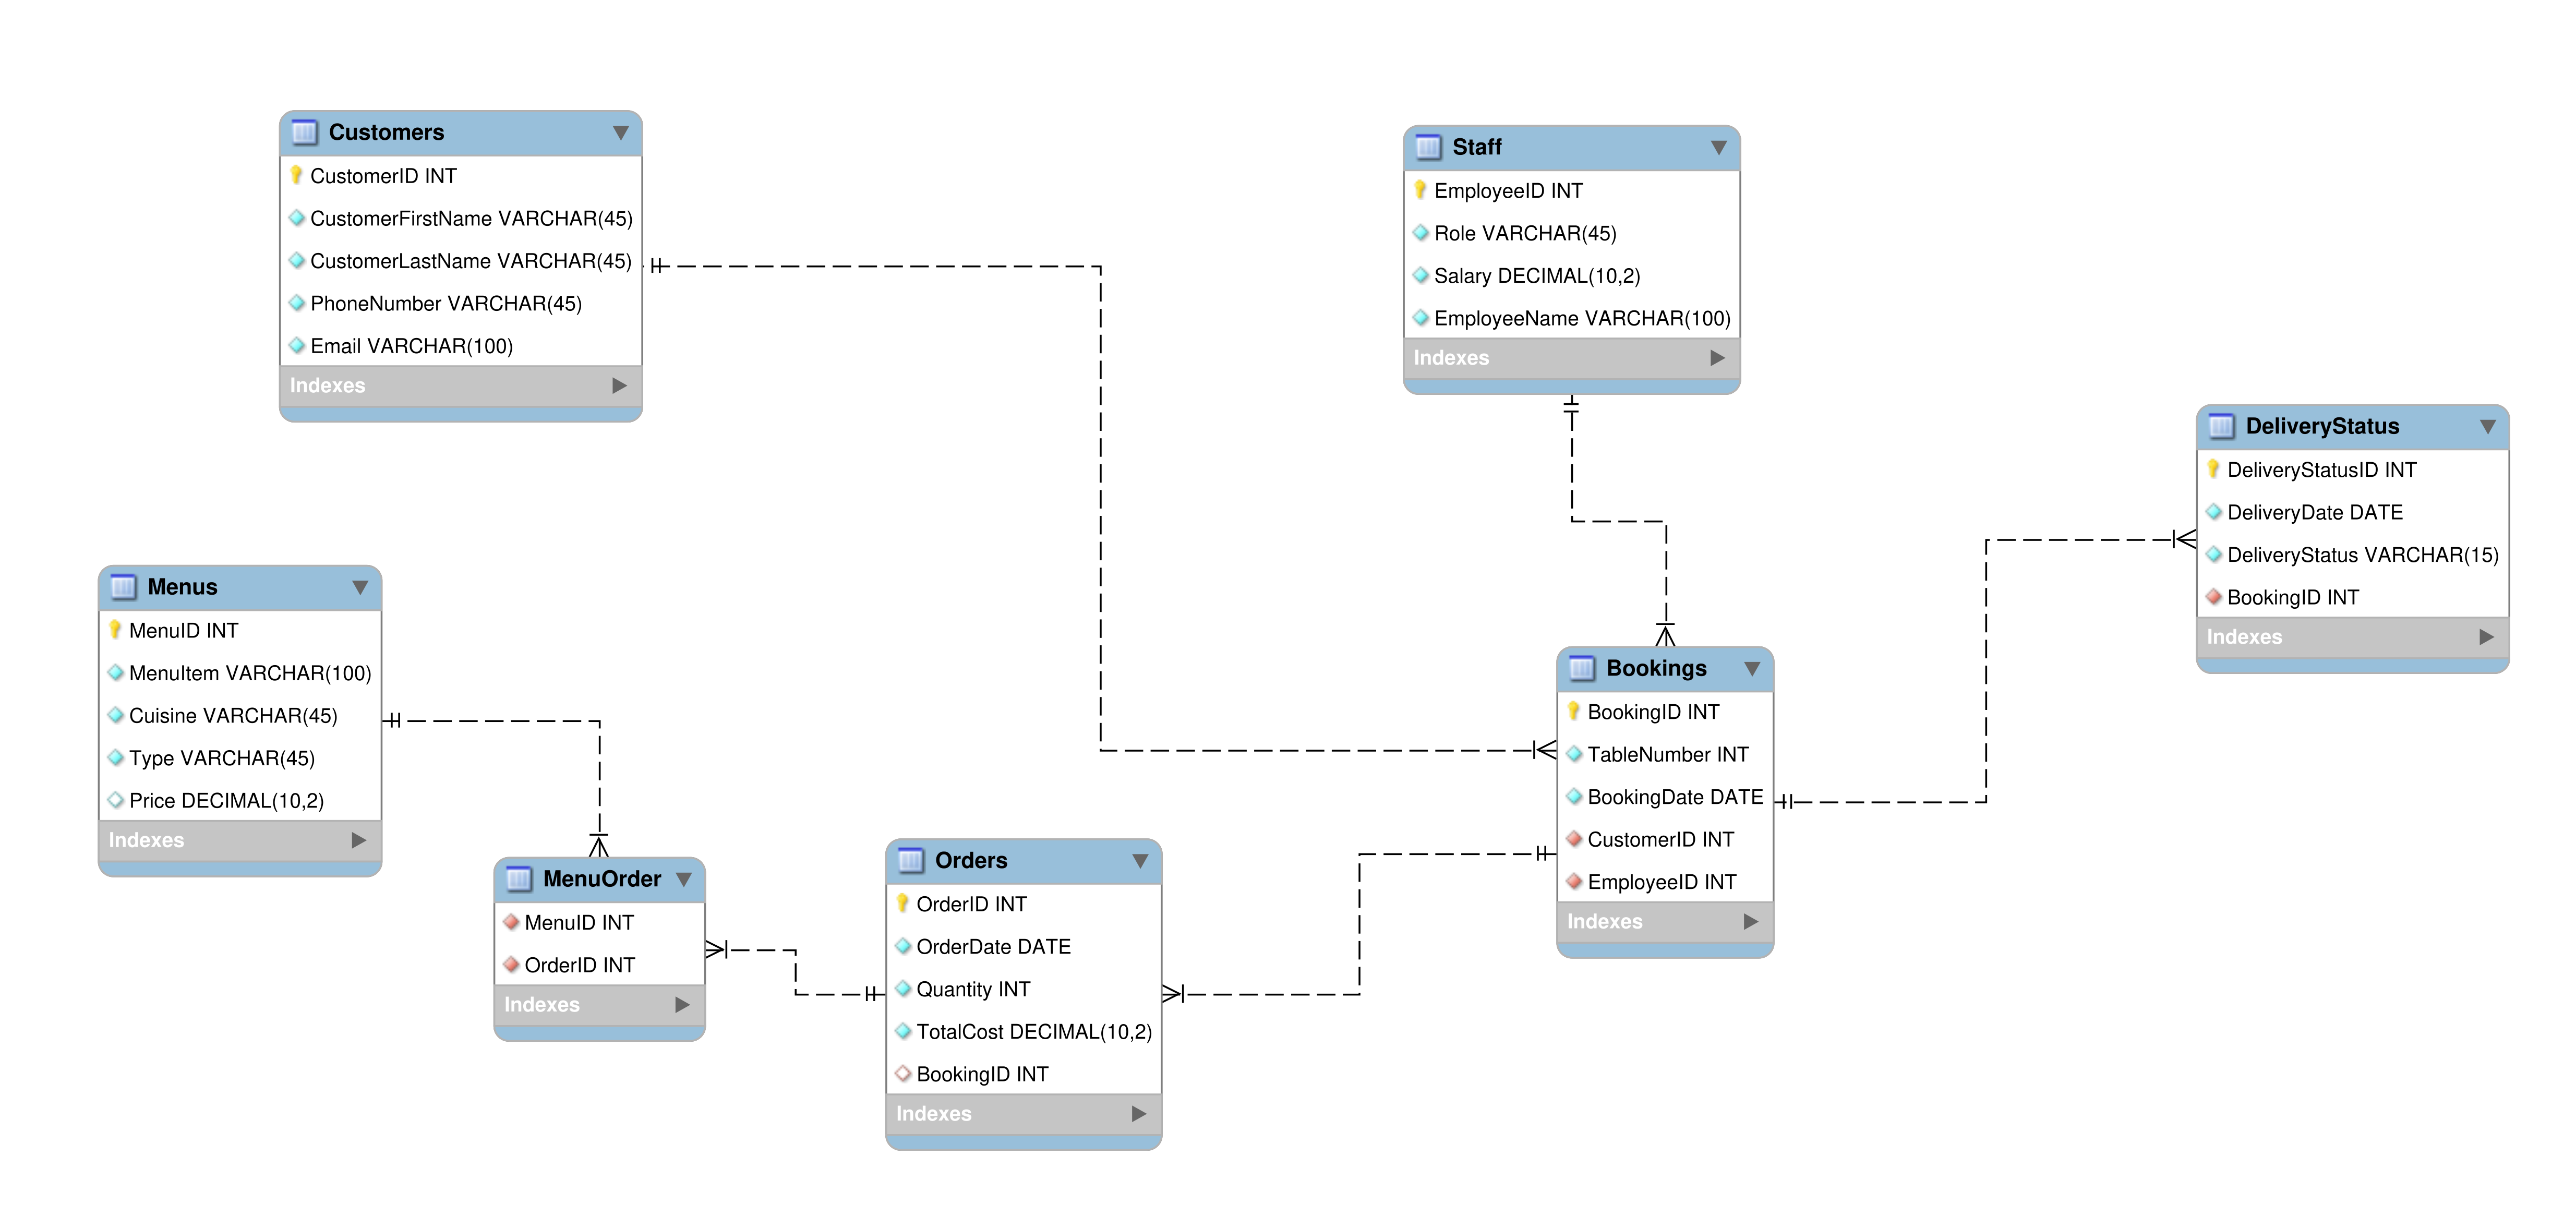 Customers
CustomerID INT
CustomerFirstName VARCHAR(45)
CustomerLastName VARCHAR(45)
PhoneNumber VARCHAR(45)
Email VARCHAR(100)
Indexes
Staff
EmployeeID INT
Role VARCHAR(45)
Salary DECIMAL(10,2)
EmployeeName VARCHAR(100)
Indexes
DeliveryStatus
DeliveryStatusID INT
DeliveryDate DATE
DeliveryStatus VARCHAR(15)
BookingID INT
Indexes
Menus
MenuID INT
MenuItem VARCHAR(100)
Cuisine VARCHAR(45)
Type VARCHAR(45)
Price DECIMAL(10,2)
Indexes
Bookings
BookingID INT
TableNumber INT
BookingDate DATE
CustomerID INT
EmployeeID INT
Indexes
MenuOrder
MenuID INT
OrderID INT
Indexes
Orders
OrderID INT
OrderDate DATE
Quantity INT
TotalCost DECIMAL(10,2)
BookingID INT
Indexes